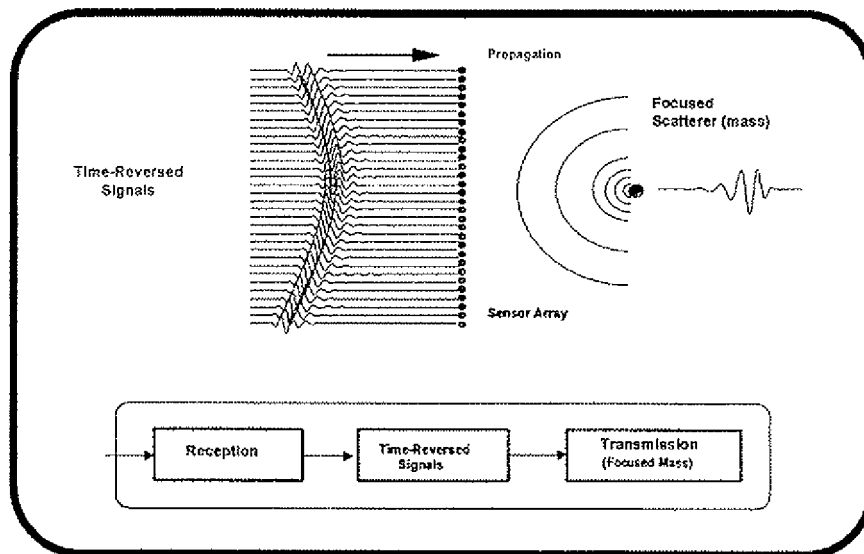 Propagation
Focused
Scatterer (mass)
Time-Reversed
Signals
Sensor Array
Reception
Time-Reversed
Signals
Transmission
(Focused Mass)